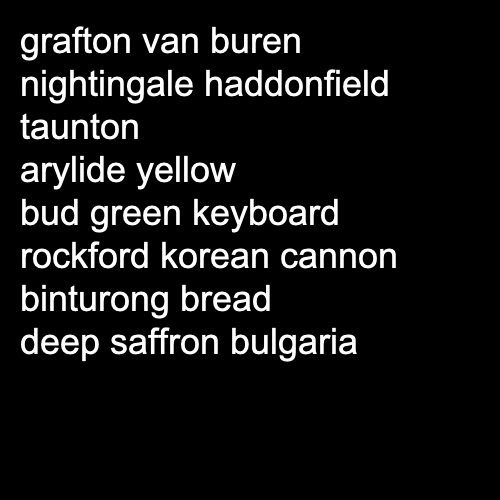 grafton van buren
nightingale haddonfield
taunton
arylide yellow
bud green keyboard
rockford korean cannon
binturong bread
deep saffron bulgaria